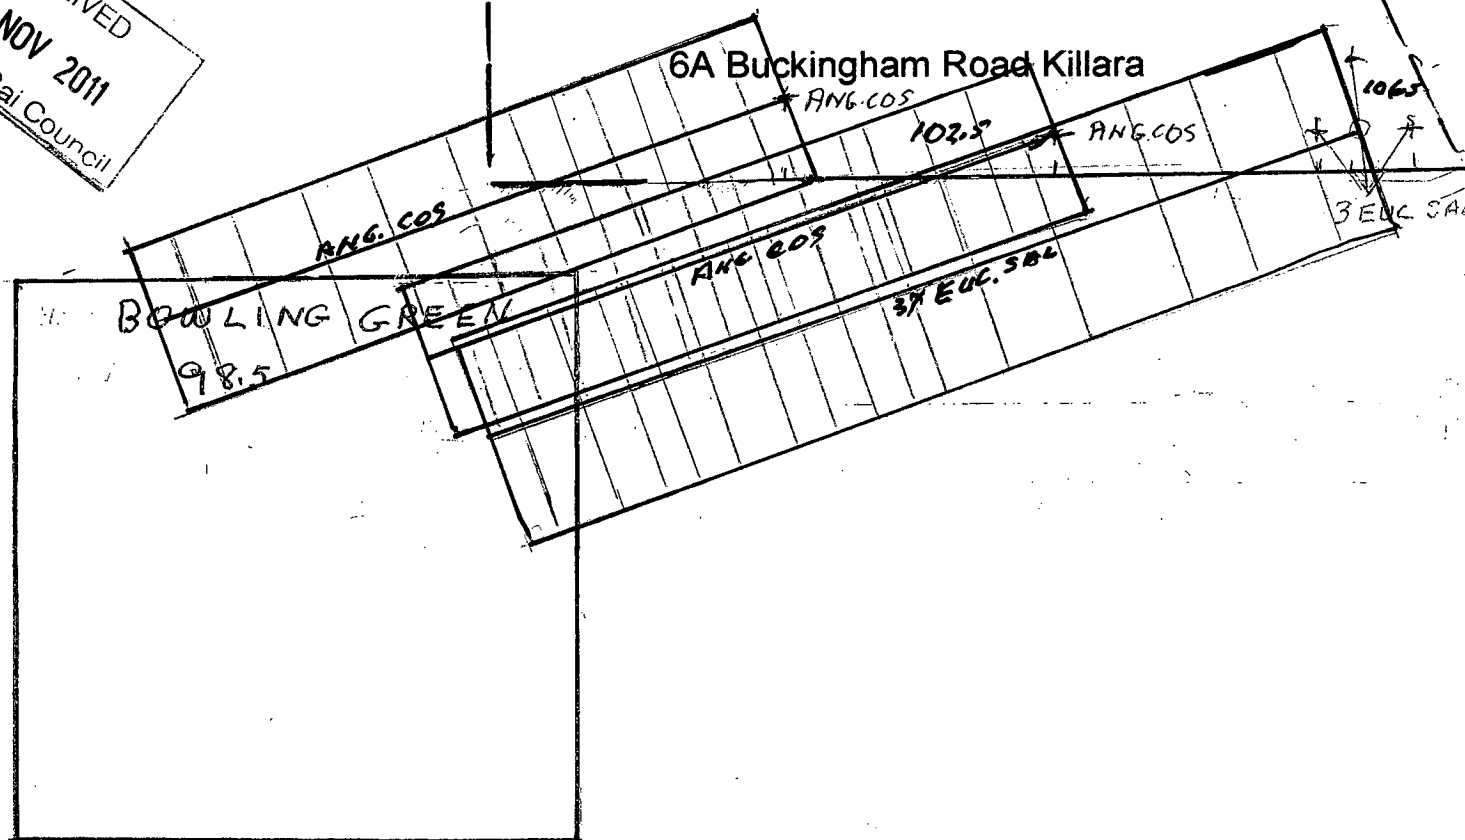 NOV 2011
Council
6A Buckingham Road Killara
ANG.COS
102.5
ANG.COS
1065
3 EUC SAL
ANG. COS
ANG COS
3X EUC. SAL
BOWLING GREEN
98.5